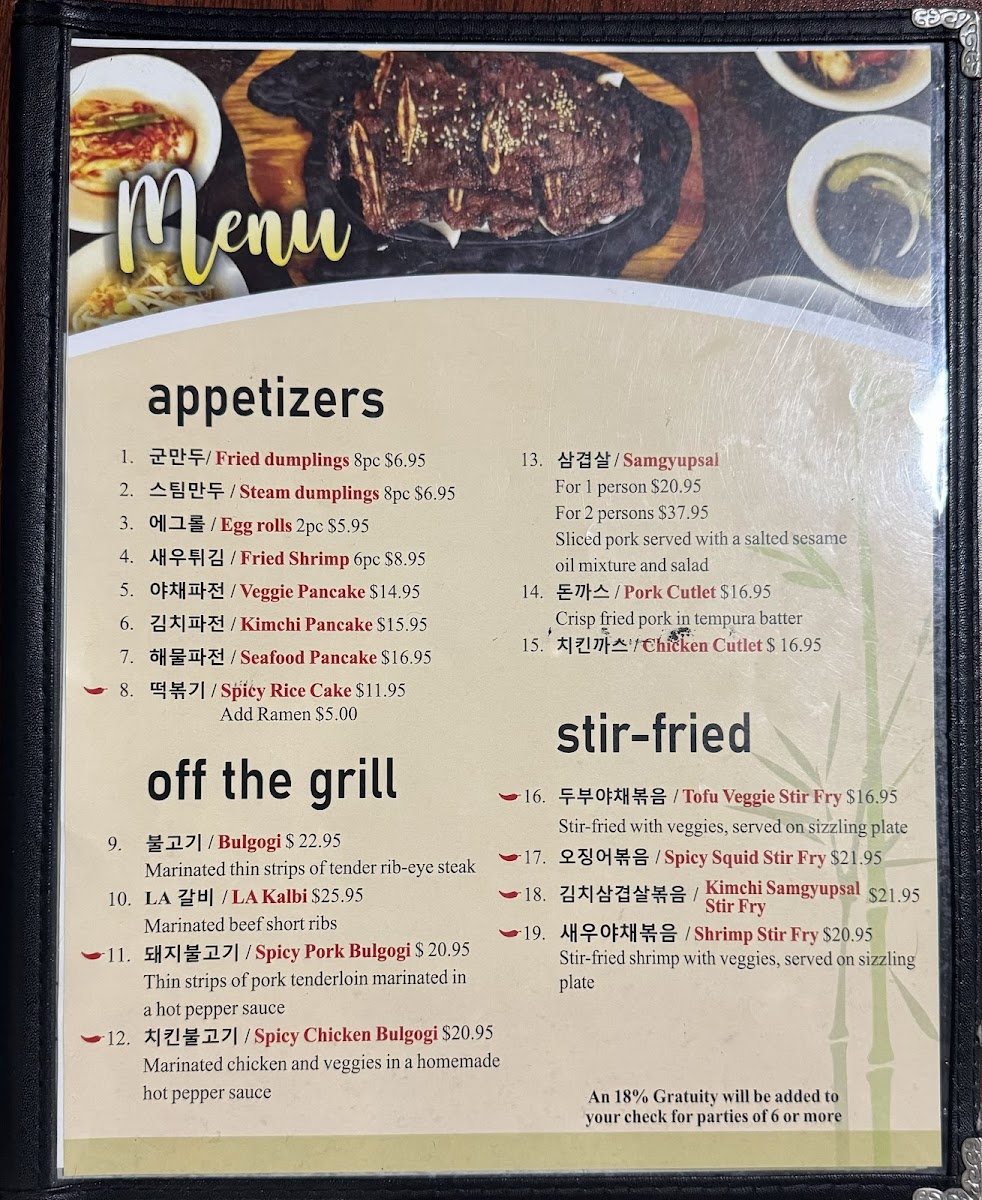 Menu
appetizers
1. 군만두/ Fried dumplings 8pc $6.95
2. 스팀만두 / Steam dumplings 8pc $6.95
3. 에그롤 / Egg rolls 2pc $5.95
4. 새우튀김 / Fried Shrimp 6pc $8.95
5. 야채파전 / Veggie Pancake $14.95
6. 김치파전 / Kimchi Pancake $15.95
7. 해물파전 / Seafood Pancake $16.95
8. 떡볶기 / Spicy Rice Cake $11.95
Add Ramen $5.00
off the grill
9. 불고기 / Bulgogi $ 22.95
Marinated thin strips of tender rib-eye steak
10. LA 갈비 / LA Kalbi $25.95
Marinated beef short ribs
11. 돼지불고기 / Spicy Pork Bulgogi $ 20.95
Thin strips of pork tenderloin marinated in
a hot pepper sauce
12. 치킨불고기 / Spicy Chicken Bulgogi $20.95
Marinated chicken and veggies in a homemade
hot pepper sauce
13. 삼겹살 / Samgyupsal
For 1 person $20.95
For 2 persons $37.95
Sliced pork served with a salted sesame
oil mixture and salad
14. 돈까스 / Pork Cutlet $16.95
Crisp fried pork in tempura batter
15. 치킨까스 / Chicken Cutlet $ 16.95
stir-fried
16. 두부야채볶음 / Tofu Veggie Stir Fry $16.95
Stir-fried with veggies, served on sizzling plate
17. 오징어볶음 / Spicy Squid Stir Fry $21.95
18. 김치삼겹살볶음 / Kimchi Samgyupsal $21.95
Stir Fry
19. 새우야채볶음 / Shrimp Stir Fry $20.95
Stir-fried shrimp with veggies, served on sizzling
plate
An 18% Gratuity will be added to
your check for parties of 6 or more